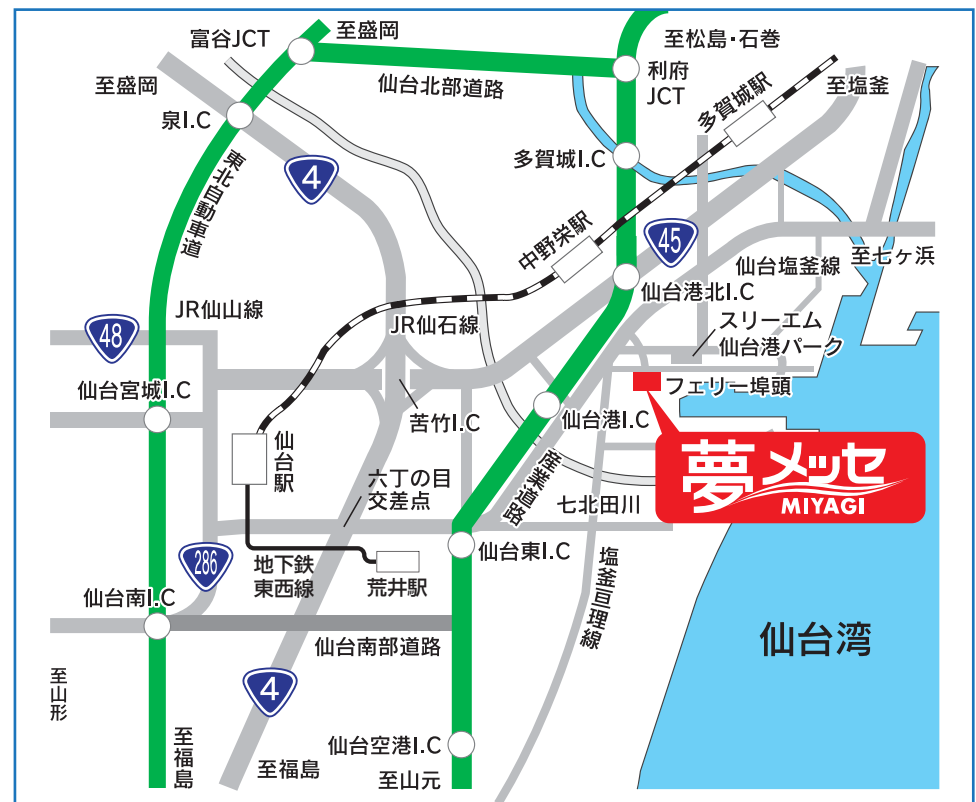 富谷JCT
至盛岡
至松島・石巻
至盛岡
仙台北部道路
利府
JCT
多賀城駅
至塩釜
泉I.C
多賀城I.C
4
東北自動車道
中野栄駅
45
仙台塩釜線
至七ヶ浜
仙台港北I.C
JR仙山線
JR仙石線
スリーエム
仙台港パーク
48
仙台宮城I.C
苦竹I.C
仙台港I.C
フェリー埠頭
夢メッセ
MIYAGI
仙台駅
六丁の目
交差点
産業道路
七北田川
仙台東I.C
286
地下鉄
東西線
荒井駅
塩釜亘理線
仙台南I.C
仙台南部道路
仙台湾
至山形
4
至福島
至福島
仙台空港I.C
至山元